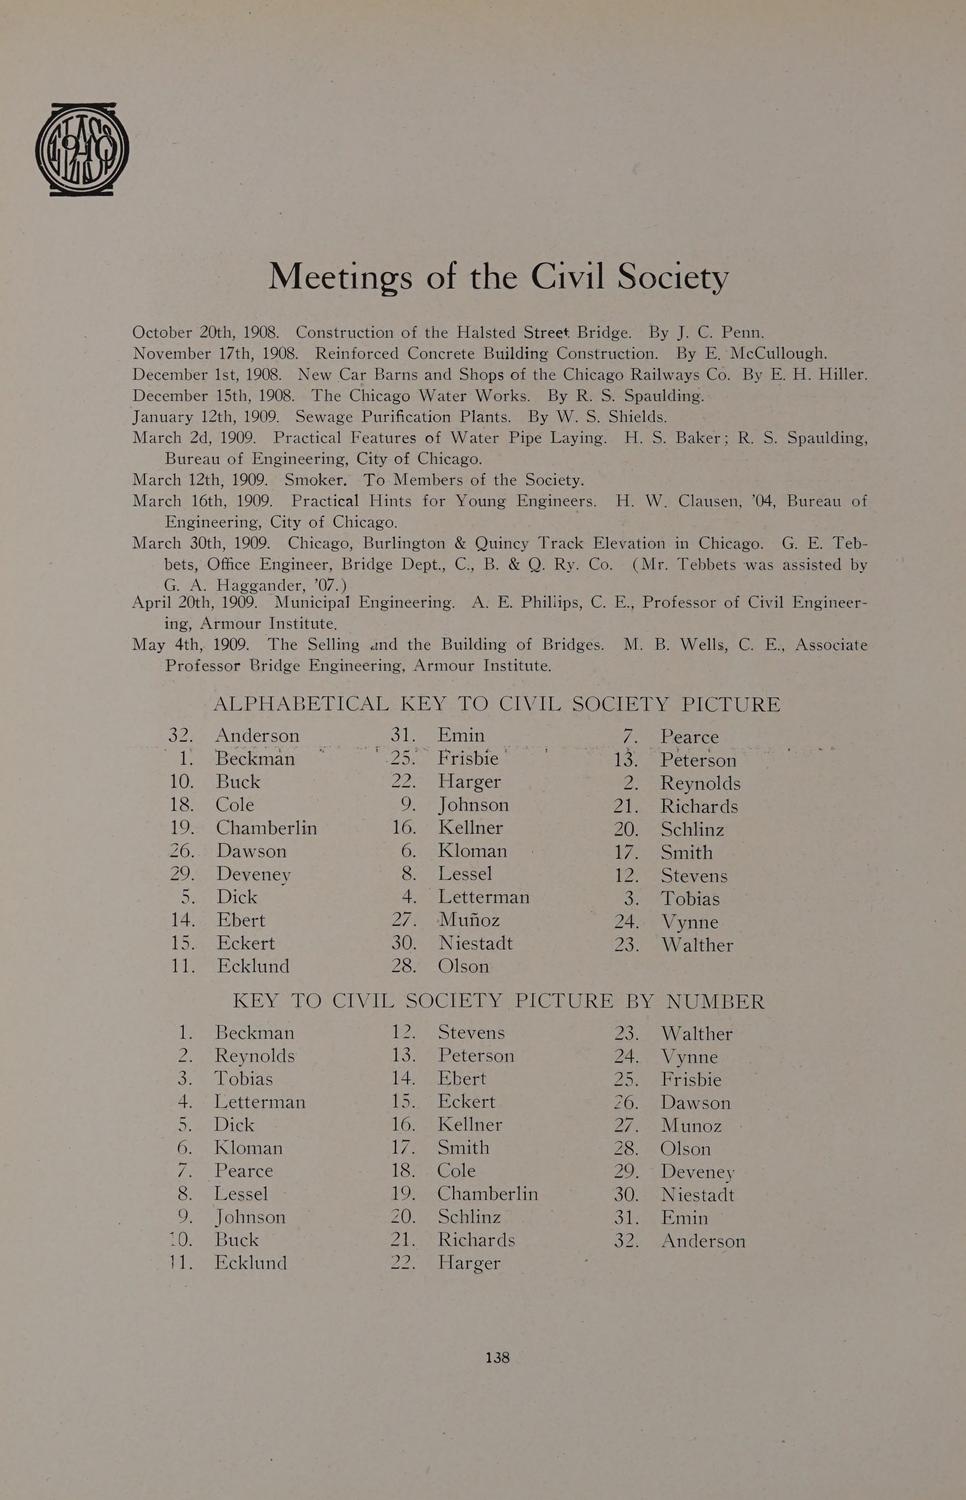 Meetings of the Civil Society
October 20th, 1908. Construction of the Halsted Street Bridge. By J. C. Penn.
November 17th, 1908. Reinforced Concrete Building Construction. By E. McCullough.
December 1st, 1908. New Car Barns and Shops of the Chicago Railways Co. By E. H. Hiller.
December 15th, 1908. The Chicago Water Works. By R. S. Spaulding.
January 12th, 1909. Sewage Purification Plants. By W. S. Shields.
March 2d, 1909. Practical Features of Water Pipe Laying. H. S. Baker; R. S. Spaulding,
Bureau of Engineering, City of Chicago.
March 12th, 1909. Smoker. To Members of the Society.
March 16th, 1909. Practical Hints for Young Engineers. H. W. Clausen, '04, Bureau of
Engineering, City of Chicago.
March 30th, 1909. Chicago, Burlington & Quincy Track Elevation in Chicago. G. E. Teb-
bets, Office Engineer, Bridge Dept., C., B. & Q. Ry. Co. (Mr. Tebbets was assisted by
G. A. Haggander, '07.)
April 20th, 1909. Municipal Engineering. A. E. Phillips, C. E., Professor of Civil Engineer-
ing, Armour Institute.
May 4th, 1909. The Selling and the Building of Bridges. M. B. Wells, C. E., Associate
Professor Bridge Engineering, Armour Institute.
ALPHABETICAL KEY TO CIVIL SOCIETY PICTURE
32. Anderson 31. Emin 7. Pearce
1. Beckman 25. Frisbie 13. Peterson
10. Buck 22. Harger 2. Reynolds
18. Cole 9. Johnson 21. Richards
19. Chamberlin 16. Kellner 20. Schlinz
26. Dawson 6. Kloman 17. Smith
29. Deveney 8. Lessel 12. Stevens
5. Dick 4. Letterman 3. Tobias
14. Ebert 27. Muñoz 24. Vynne
15. Eckert 30. Niestadt 23. Walther
11. Ecklund 28. Olson
KEY TO CIVIL SOCIETY PICTURE BY NUMBER
1. Beckman 12. Stevens 23. Walther
2. Reynolds 13. Peterson 24. Vynne
3. Tobias 14. Ebert 25. Frisbie
4. Letterman 15. Eckert 26. Dawson
5. Dick 16. Kellner 27. Munoz
6. Kloman 17. Smith 28. Olson
7. Pearce 18. Cole 29. Deveney
8. Lessel 19. Chamberlin 30. Niestadt
9. Johnson 20. Schlinz 31. Emin
10. Buck 21. Richards 32. Anderson
11. Ecklund 22. Harger
138